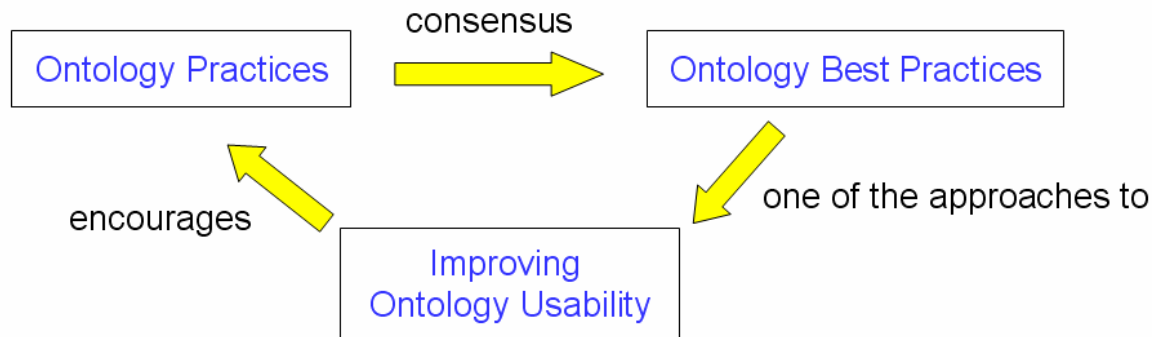 consensus
Ontology Practices
Ontology Best Practices
one of the approaches to
encourages
Improving
Ontology Usability